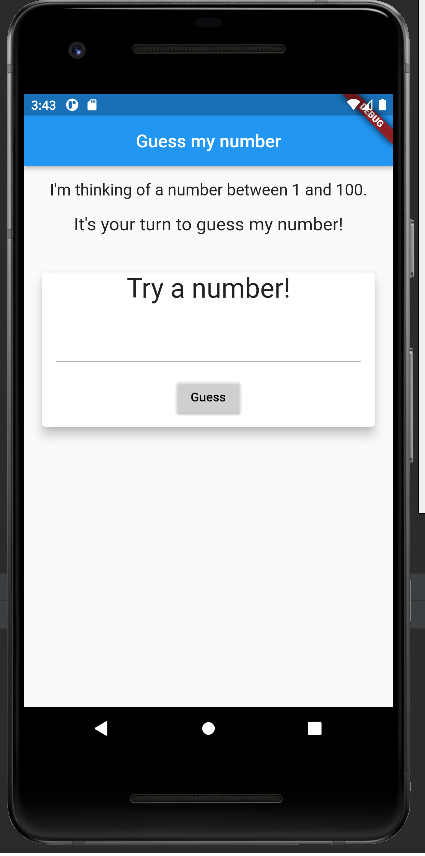 3:43
DEBUG
Guess my number
I'm thinking of a number between 1 and 100.
It's your turn to guess my number!
Try a number!
Guess